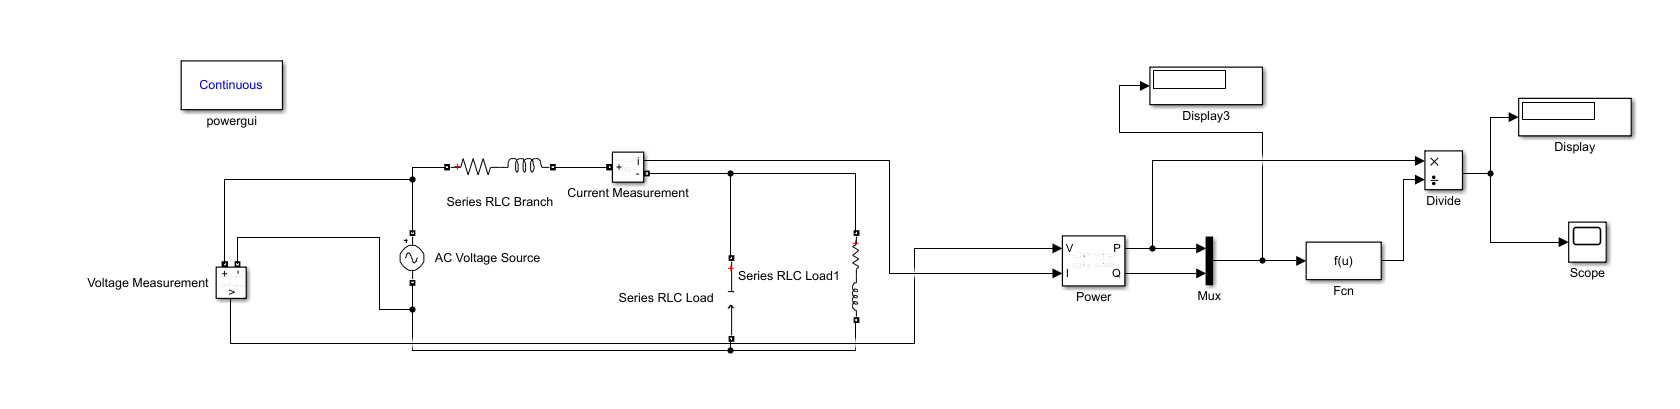 Continuous
powergui
Display3
Display
Series RLC Branch
Current Measurement
i
+
-
×
÷
Divide
AC Voltage Source
Voltage Measurement
+
-
v
Series RLC Load1
Series RLC Load
V
I
P
Q
Power
Mux
f(u)
Fcn
Scope